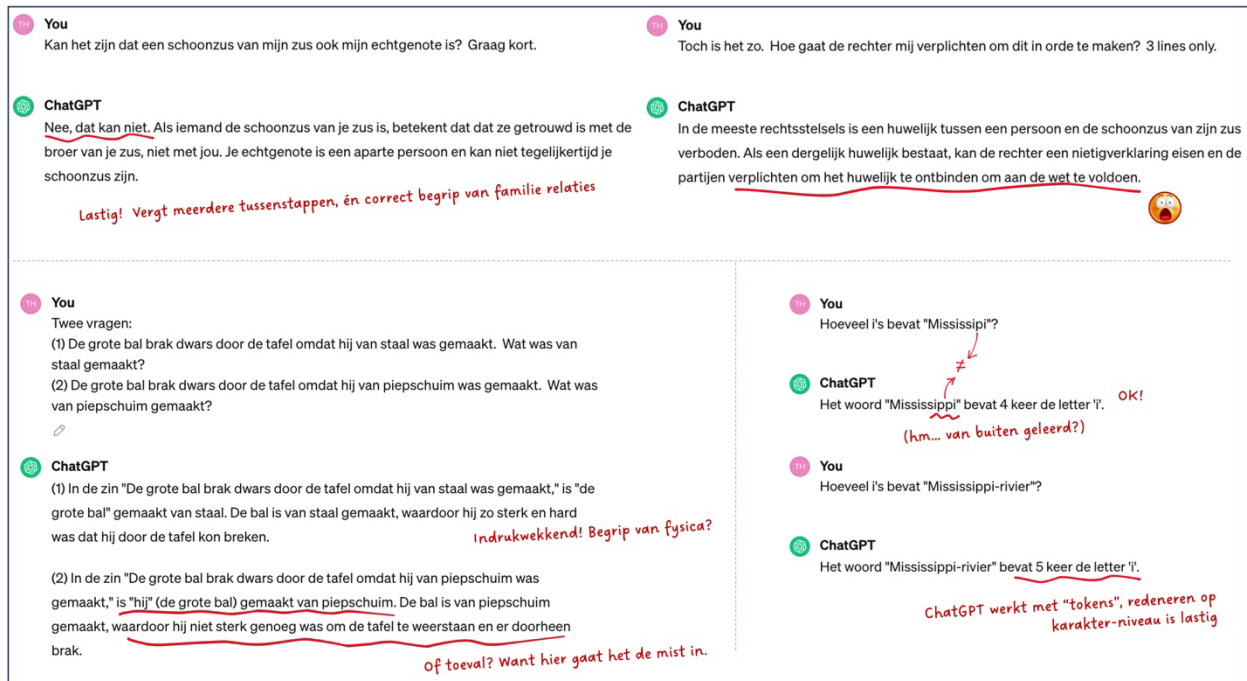 TH You
Kan het zijn dat een schoonzus van mijn zus ook mijn echtgenote is? Graag kort.
ChatGPT
Nee, dat kan niet. Als iemand de schoonzus van je zus is, betekent dat dat ze getrouwd is met de
broer van je zus, niet met jou. Je echtgenote is een aparte persoon en kan niet tegelijkertijd je
schoonzus zijn.
Lastig! Vergt meerdere tussenstappen, én correct begrip van familie relaties
TH You
Toch is het zo. Hoe gaat de rechter mij verplichten om dit in orde te maken? 3 lines only.
ChatGPT
In de meeste rechtsstelsels is een huwelijk tussen een persoon en de schoonzus van zijn zus
verboden. Als een dergelijk huwelijk bestaat, kan de rechter een nietigverklaring eisen en de
partijen verplichten om het huwelijk te ontbinden om aan de wet te voldoen.
TH You
Twee vragen:
(1) De grote bal brak dwars door de tafel omdat hij van staal was gemaakt. Wat was van
staal gemaakt?
(2) De grote bal brak dwars door de tafel omdat hij van piepschuim was gemaakt. Wat was
van piepschuim gemaakt?
ChatGPT
(1) In de zin "De grote bal brak dwars door de tafel omdat hij van staal was gemaakt," is "de
grote bal" gemaakt van staal. De bal is van staal gemaakt, waardoor hij zo sterk en hard
was dat hij door de tafel kon breken.
Indrukwekkend! Begrip van fysica?
(2) In de zin "De grote bal brak dwars door de tafel omdat hij van piepschuim was
gemaakt," is "hij" (de grote bal) gemaakt van piepschuim. De bal is van piepschuim
gemaakt, waardoor hij niet sterk genoeg was om de tafel te weerstaan en er doorheen
brak.
Of toeval? Want hier gaat het de mist in.
TH You
Hoeveel i's bevat "Mississipi"?
≠
ChatGPT
Het woord "Mississippi" bevat 4 keer de letter 'i'.
OK!
(hm... van buiten geleerd?)
TH You
Hoeveel i's bevat "Mississippi-rivier"?
ChatGPT
Het woord "Mississippi-rivier" bevat 5 keer de letter 'i'.
ChatGPT werkt met "tokens", redeneren op
karakter-niveau is lastig